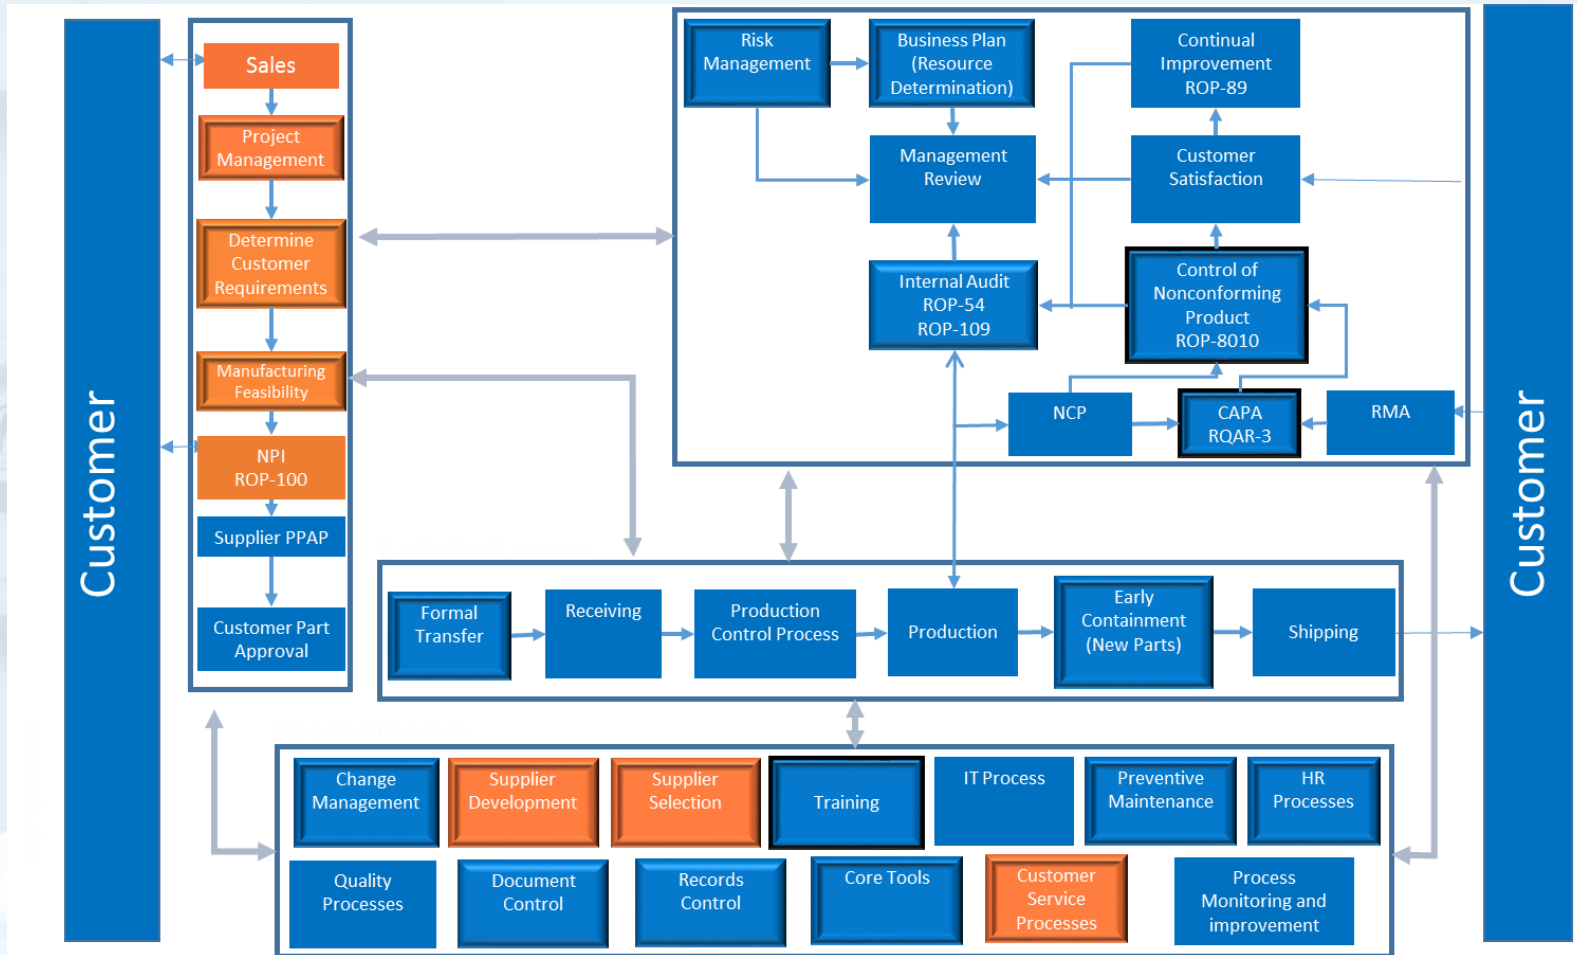 Customer
Sales
Project
Management
Determine
Customer
Requirements
Manufacturing
Feasibility
NPI
ROP-100
Supplier PPAP
Customer Part
Approval
Risk
Management
Business Plan
(Resource
Determination)
Continual
Improvement
ROP-89
Management
Review
Customer
Satisfaction
Internal Audit
ROP-54
ROP-109
Control of
Nonconforming
Product
ROP-8010
NCP
CAPA
RQAR-3
RMA
Formal
Transfer
Receiving
Production
Control Process
Production
Early
Containment
(New Parts)
Shipping
Change
Management
Supplier
Development
Supplier
Selection
Training
IT Process
Preventive
Maintenance
HR
Processes
Quality
Processes
Document
Control
Records
Control
Core Tools
Customer
Service
Processes
Process
Monitoring and
improvement
Customer